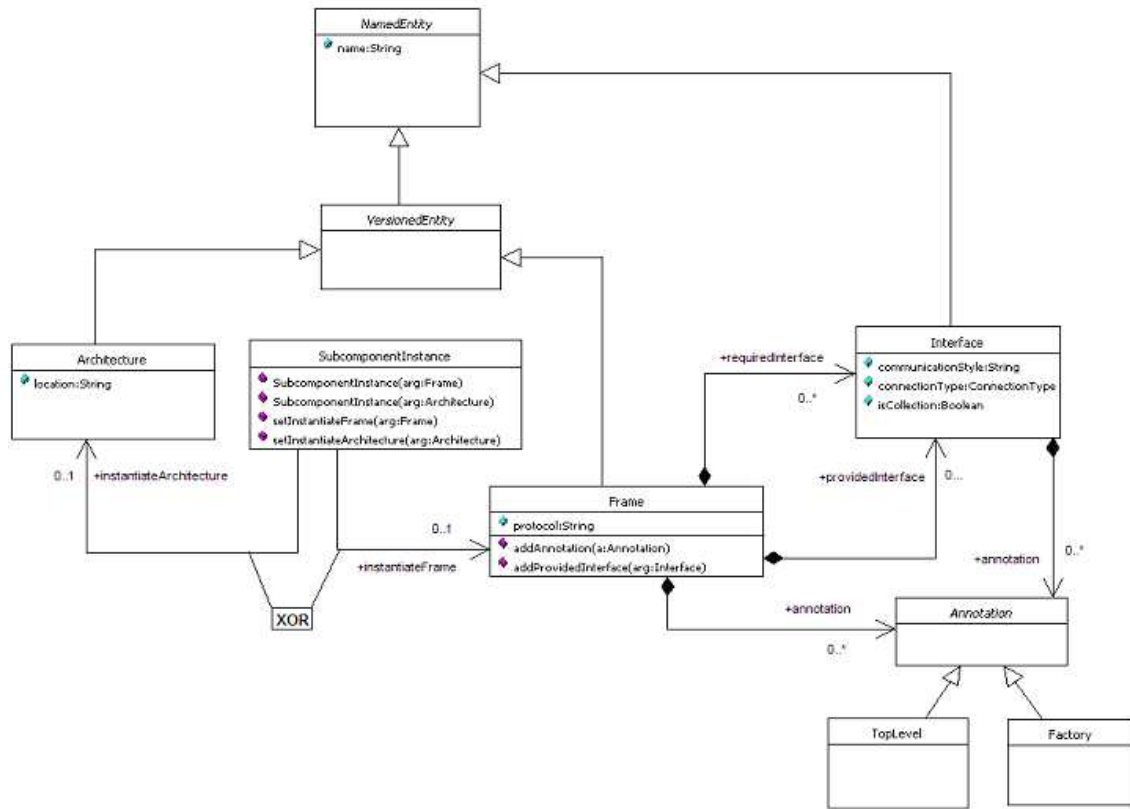 NamedEntity
name:String
VersionedEntity
Architecture
location:String
SubcomponentInstance
SubcomponentInstance(arg:Frame)
SubcomponentInstance(arg:Architecture)
setInstantiateFrame(arg:Frame)
setInstantiateArchitecture(arg:Architecture)
Interface
communicationStyle:String
connectionType:ConnectionType
isCollection:Boolean
+requiredInterface
0..*
0..1
+instantiateArchitecture
+providedInterface
0...
Frame
protocol:String
addAnnotation(a:Annotation)
addProvidedInterface(arg:Interface)
0..1
+instantiateFrame
XOR
+annotation
0..*
+annotation
0..*
Annotation
TopLevel
Factory